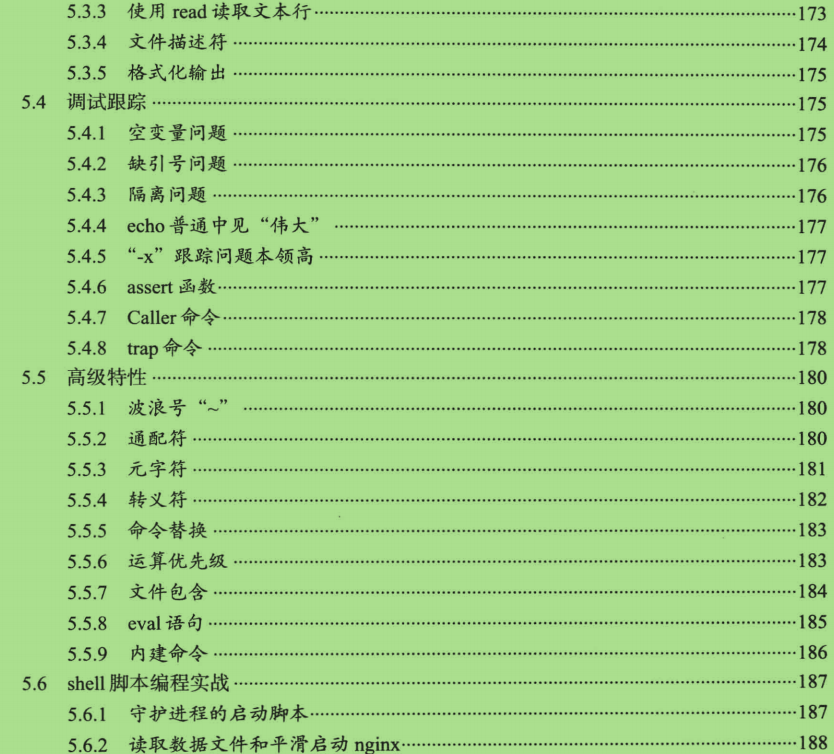 5.3.3 使用 read 读取文本行 173
5.3.4 文件描述符 174
5.3.5 格式化输出 175
5.4 调试跟踪 175
5.4.1 空变量问题 175
5.4.2 缺引号问题 176
5.4.3 隔离问题 176
5.4.4 echo 普通中见“伟大” 177
5.4.5 “-x”跟踪问题本领高 177
5.4.6 assert 函数 177
5.4.7 Caller 命令 178
5.4.8 trap 命令 178
5.5 高级特性 180
5.5.1 波浪号“~” 180
5.5.2 通配符 180
5.5.3 元字符 181
5.5.4 转义符 182
5.5.5 命令替换 183
5.5.6 运算优先级 183
5.5.7 文件包含 184
5.5.8 eval 语句 185
5.5.9 内建命令 186
5.6 shell 脚本编程实战 187
5.6.1 守护进程的启动脚本 187
5.6.2 读取数据文件和平滑启动 nginx 188